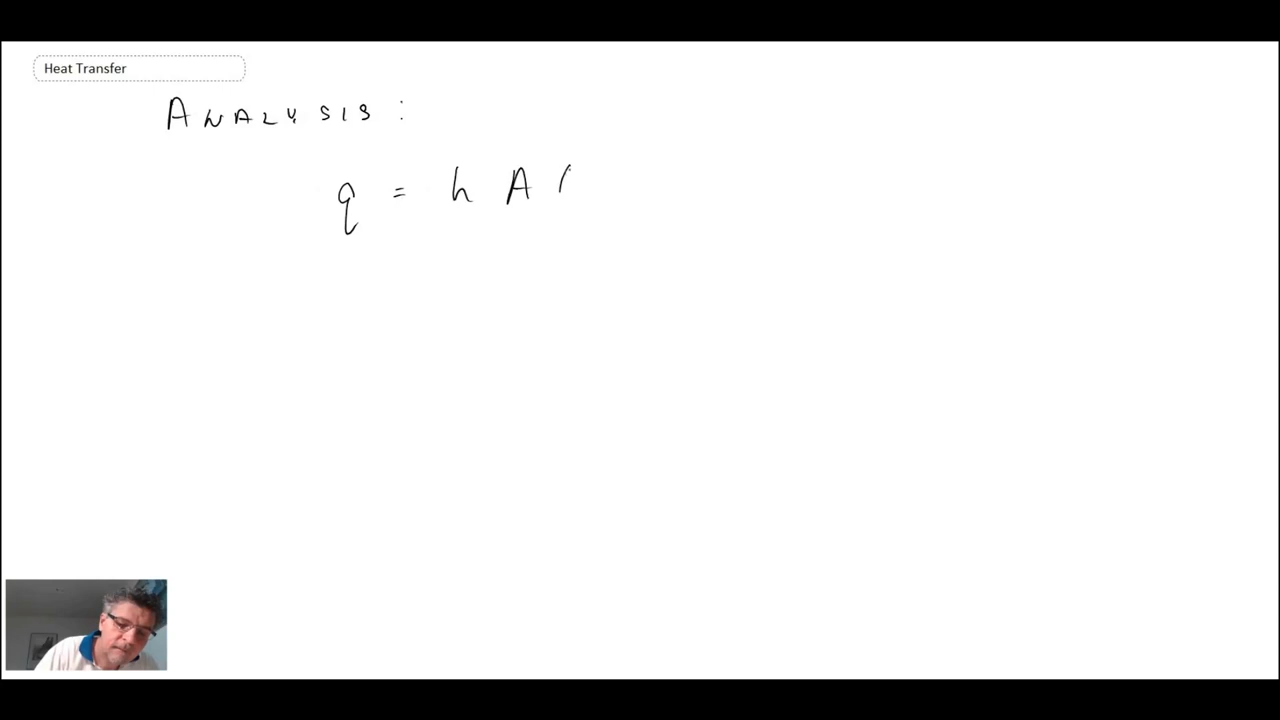 Heat Transfer
ANALYSIS:
q = h A (